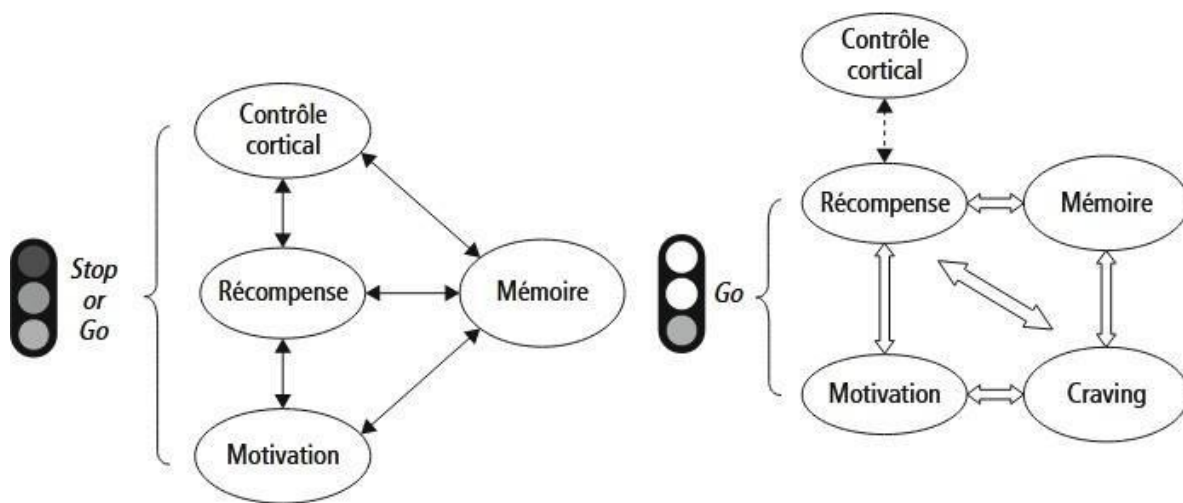 Contrôle
cortical
Stop
or
Go
Récompense
Mémoire
Motivation
Contrôle
cortical
Récompense
Mémoire
Go
Motivation
Craving